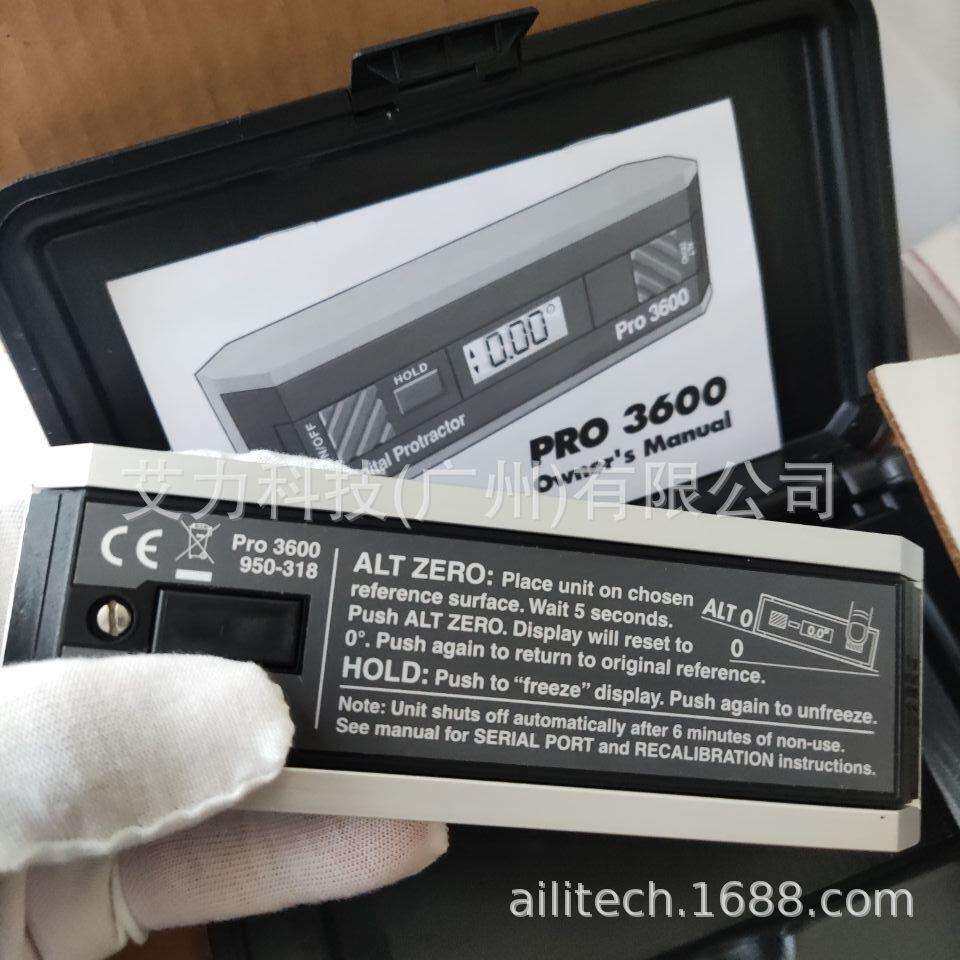 0.00°
Pro 3600
HOLD
ON/OFF
ital Protractor
PRO 3600
Owner's Manual
艾力科技(广州)有限公司
CE
Pro 3600
950-318
ALT ZERO: Place unit on chosen
reference surface. Wait 5 seconds.
Push ALT ZERO. Display will reset to
0°. Push again to return to original reference.
HOLD: Push to “freeze” display. Push again to unfreeze.
Note: Unit shuts off automatically after 6 minutes of non-use.
See manual for SERIAL PORT and RECALIBRATION instructions.
ALT 0
0.0°
0
ailitech.1688.com